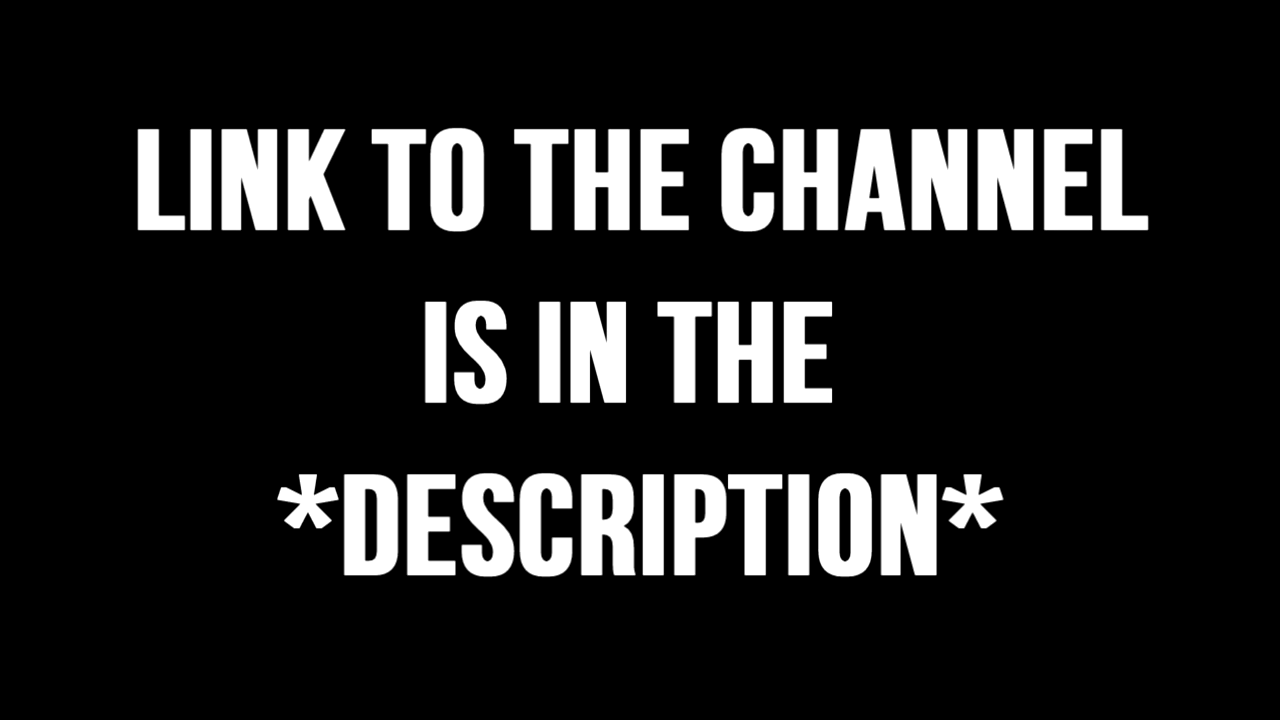 LINK TO THE CHANNEL
IS IN THE
*DESCRIPTION*